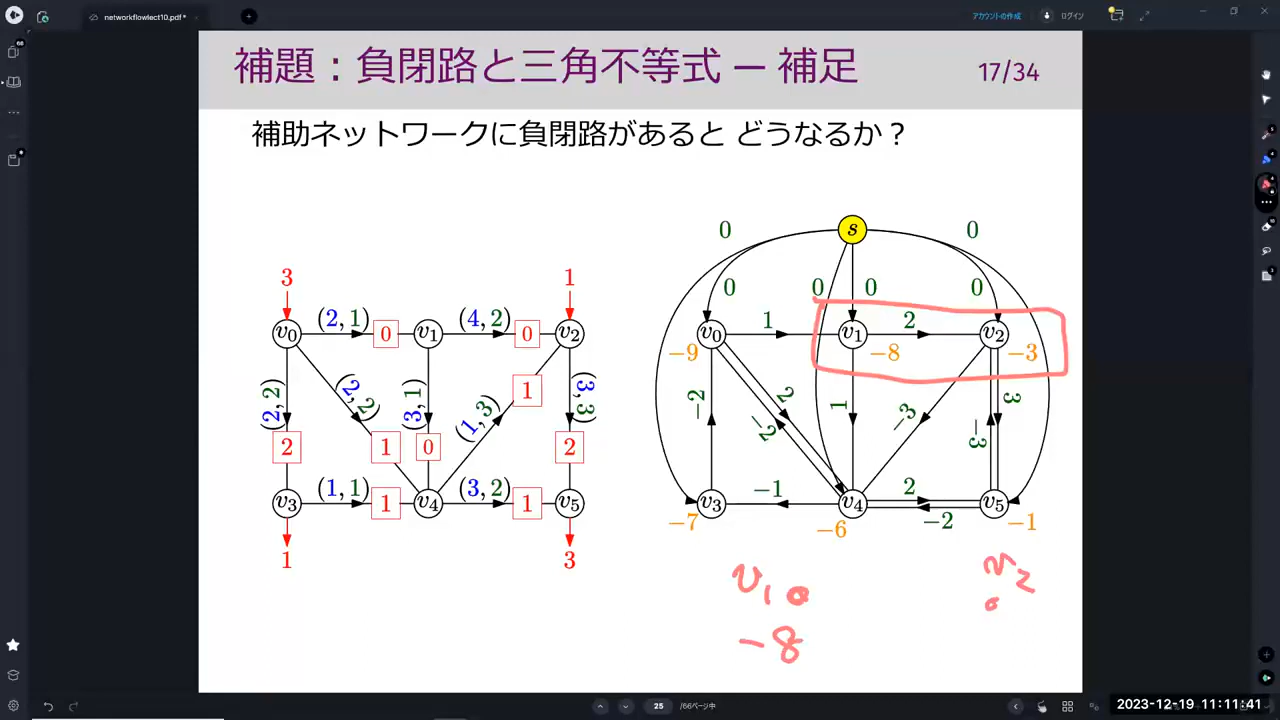 networkflowlect10.pdf*
アカウントの作成
ログイン
補題：負閉路と三角不等式 ― 補足
17/34
補助ネットワークに負閉路があると どうなるか？
3
1
v0
(2, 1)
0
v1
(4, 2)
0
v2
(2, 2)
(2, 2)
(3, 1)
(1, 3)
1
(3, 3)
2
1
0
2
v3
(1, 1)
1
v4
(3, 2)
1
v5
1
3
s
0
0
0
0
0
0
v0
1
v1
2
v2
-9
-8
-3
-2
2
-2
1
-3
-3
3
v3
-1
v4
2
-2
v5
-7
-6
-1
v1の
-8
v2
の
25
/66ページ中
2023-12-19 11:11:41